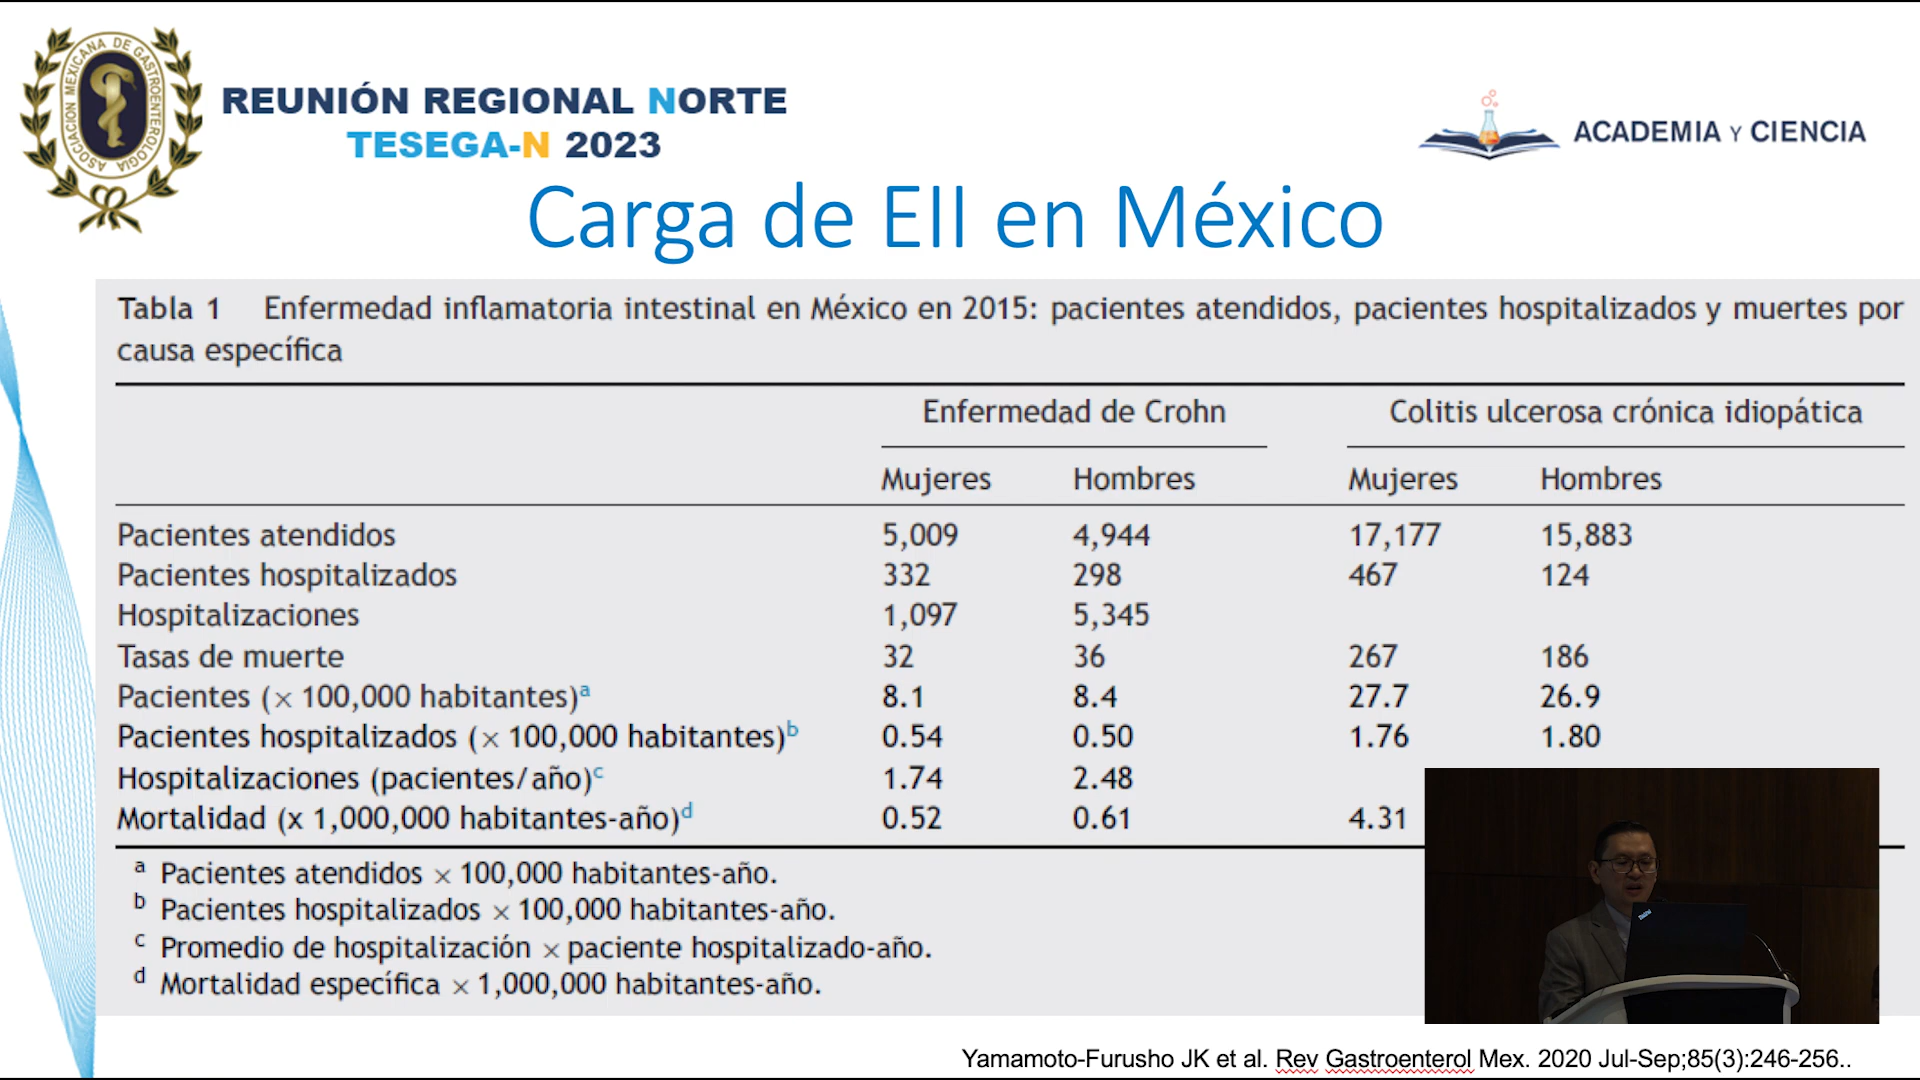 ASOCIACION MEXICANA DE GASTROENTEROLOGIA
REUNIÓN REGIONAL NORTE
TESEGA-N 2023
ACADEMIA Y CIENCIA
Carga de EII en México
Tabla 1 Enfermedad inflamatoria intestinal en México en 2015: pacientes atendidos, pacientes hospitalizados y muertes por
causa específica
Enfermedad de Crohn Colitis ulcerosa crónica idiopática
Mujeres Hombres Mujeres Hombres
Pacientes atendidos 5,009 4,944 17,177 15,883
Pacientes hospitalizados 332 298 467 124
Hospitalizaciones 1,097 5,345
Tasas de muerte 32 36 267 186
Pacientes (× 100,000 habitantes)a 8.1 8.4 27.7 26.9
Pacientes hospitalizados (× 100,000 habitantes)b 0.54 0.50 1.76 1.80
Hospitalizaciones (pacientes/año)c 1.74 2.48
Mortalidad (x 1,000,000 habitantes-año)d 0.52 0.61 4.31
a Pacientes atendidos × 100,000 habitantes-año.
b Pacientes hospitalizados × 100,000 habitantes-año.
c Promedio de hospitalización × paciente hospitalizado-año.
d Mortalidad específica × 1,000,000 habitantes-año.
ThinkPad
Yamamoto-Furusho JK et al. Rev Gastroenterol Mex. 2020 Jul-Sep;85(3):246-256..